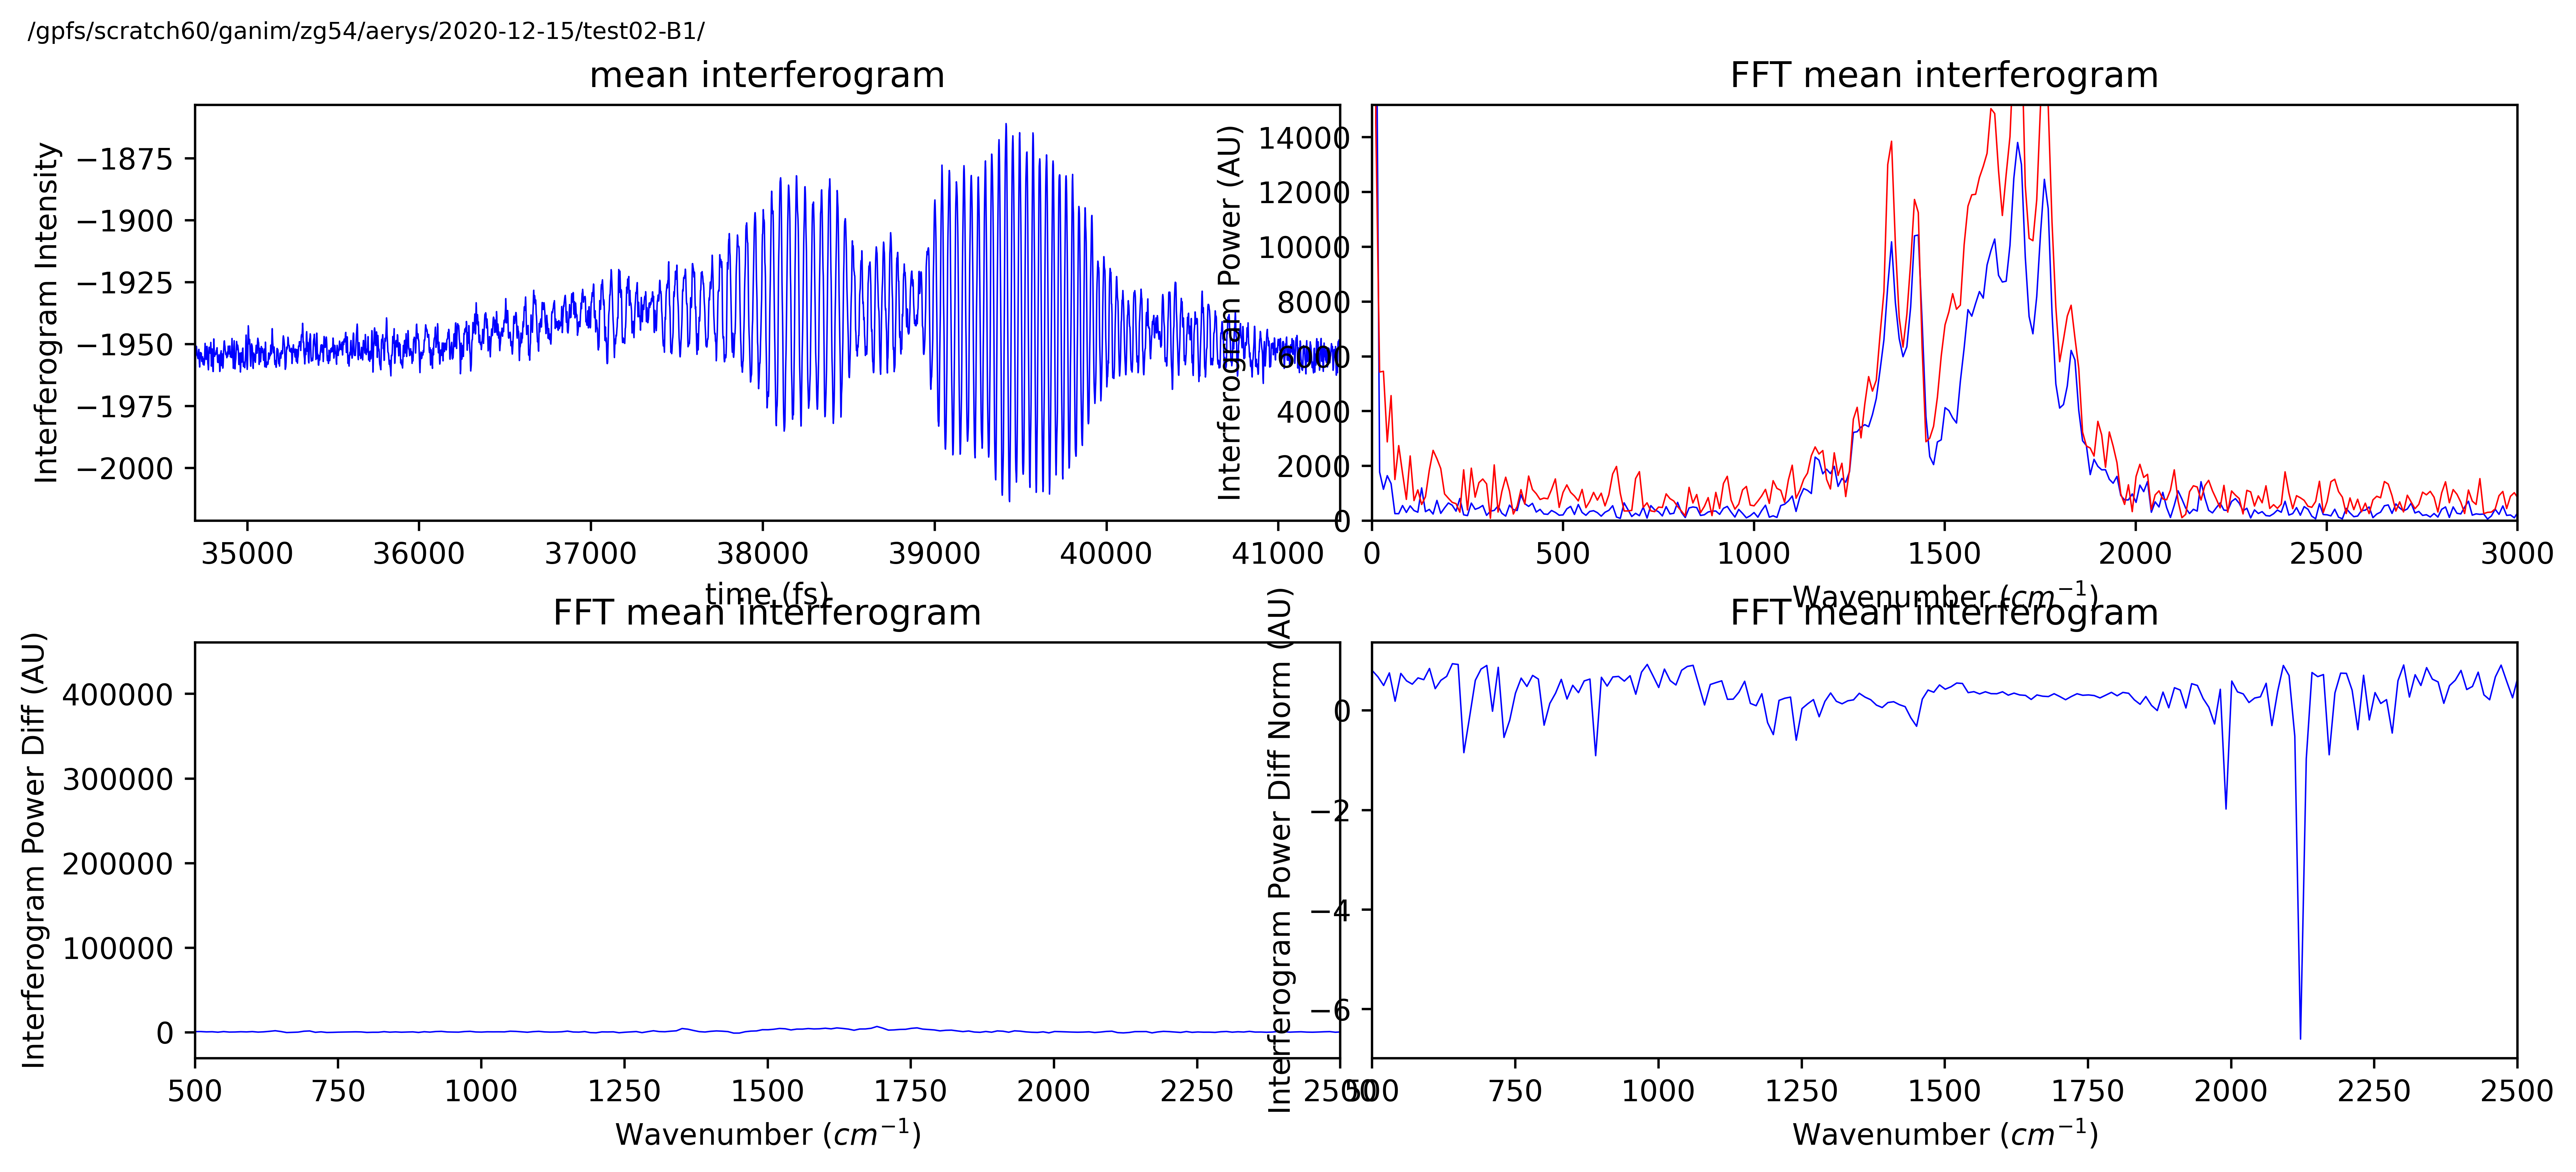 /gpfs/scratch60/ganim/zg54/aerys/2020-12-15/test02-B1/
mean interferogram
Interferogram Intensity
−1875
−1900
−1925
−1950
−1975
−2000
35000 36000 37000 38000 39000 40000 41000
time (fs)
FFT mean interferogram
Interferogram Power (AU)
14000
12000
10000
8000
6000
4000
2000
0
0 500 1000 1500 2000 2500 3000
Wavenumber (cm⁻¹)
FFT mean interferogram
Interferogram Power Diff (AU)
400000
300000
200000
100000
0
500 750 1000 1250 1500 1750 2000 2250 2500
Wavenumber (cm⁻¹)
FFT mean interferogram
Interferogram Power Diff Norm (AU)
0
−2
−4
−6
500 750 1000 1250 1500 1750 2000 2250 2500
Wavenumber (cm⁻¹)